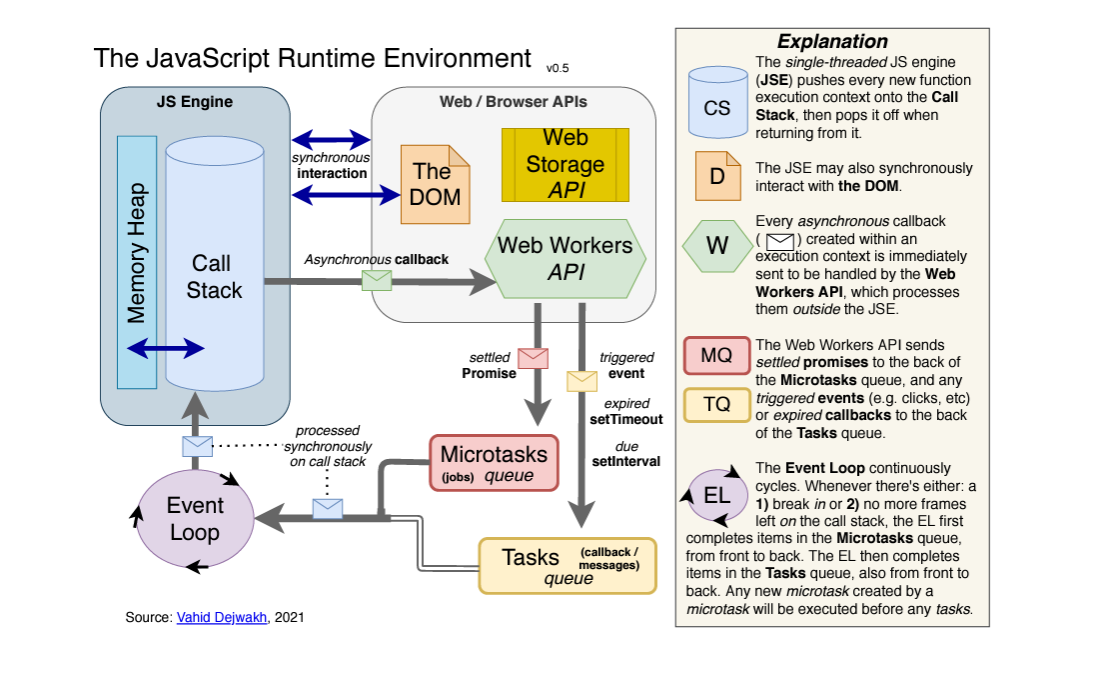 The JavaScript Runtime Environment v0.5
JS Engine
Memory Heap
Call
Stack
synchronous
interaction
Asynchronous callback
Web / Browser APIs
The
DOM
Web
Storage
API
Web Workers
API
settled
Promise
triggered
event
expired
setTimeout
due
setInterval
processed
synchronously
on call stack
Microtasks
(jobs) queue
Event
Loop
Tasks (callback /
messages)
queue
Source: Vahid Dejwakh, 2021
Explanation
CS
The single-threaded JS engine
(JSE) pushes every new function
execution context onto the Call
Stack, then pops it off when
returning from it.
D
The JSE may also synchronously
interact with the DOM.
W
Every asynchronous callback
( ) created within an
execution context is immediately
sent to be handled by the Web
Workers API, which processes
them outside the JSE.
MQ
TQ
The Web Workers API sends
settled promises to the back of
the Microtasks queue, and any
triggered events (e.g. clicks, etc)
or expired callbacks to the back
of the Tasks queue.
EL
The Event Loop continuously
cycles. Whenever there's either: a
1) break in or 2) no more frames
left on the call stack, the EL first
completes items in the Microtasks queue,
from front to back. The EL then completes
items in the Tasks queue, also from front to
back. Any new microtask created by a
microtask will be executed before any tasks.